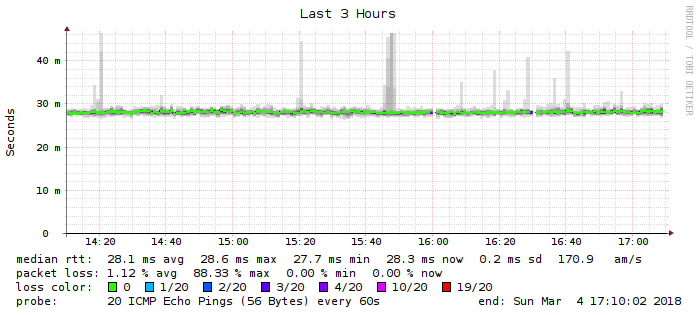 Last 3 Hours
RRDTOOL / TOBI OETIKER
Seconds
40 m
30 m
20 m
10 m
0
14:20 14:40 15:00 15:20 15:40 16:00 16:20 16:40 17:00
median rtt: 28.1 ms avg 28.6 ms max 27.7 ms min 28.3 ms now 0.2 ms sd 170.9 am/s
packet loss: 1.12 % avg 88.33 % max 0.00 % min 0.00 % now
loss color: 0 1/20 2/20 3/20 4/20 10/20 19/20
probe: 20 ICMP Echo Pings (56 Bytes) every 60s end: Sun Mar 4 17:10:02 2018